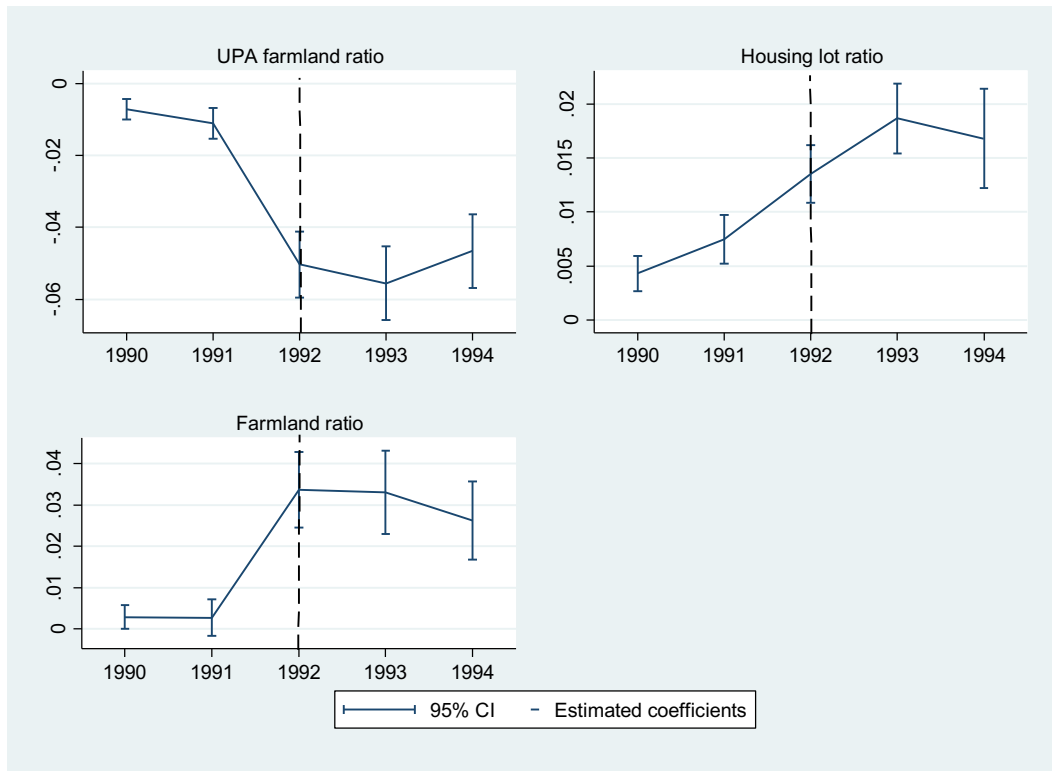 UPA farmland ratio
0
-.02
-.04
-.06
1990 1991 1992 1993 1994
Housing lot ratio
.02
.015
.01
.005
0
1990 1991 1992 1993 1994
Farmland ratio
.04
.03
.02
.01
0
1990 1991 1992 1993 1994
95% CI Estimated coefficients